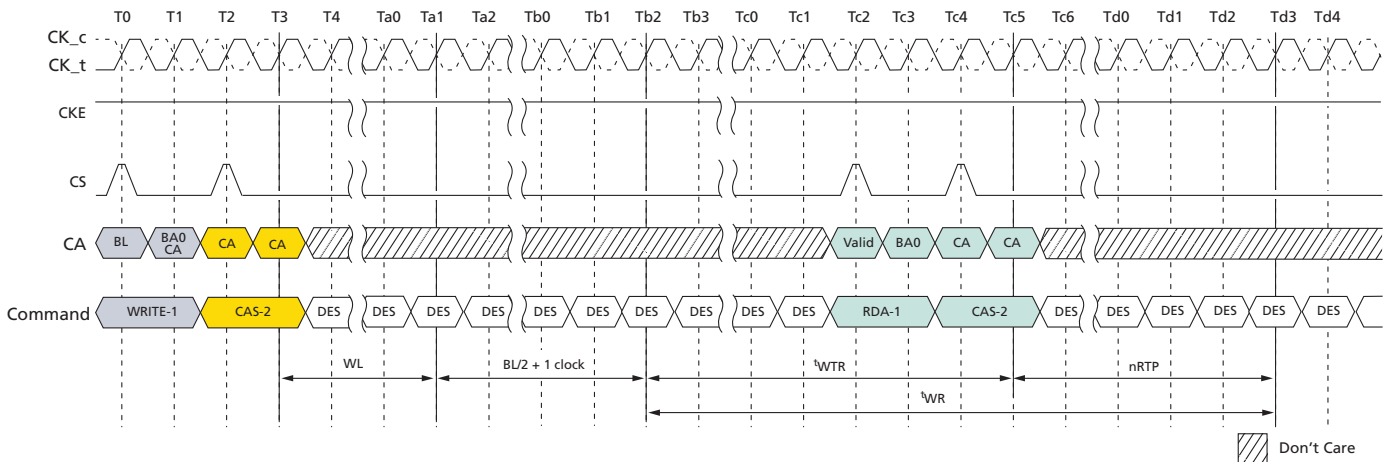 T0 T1 T2 T3 T4 Ta0 Ta1 Ta2 Tb0 Tb1 Tb2 Tb3 Tc0 Tc1 Tc2 Tc3 Tc4 Tc5 Tc6 Td0 Td1 Td2 Td3 Td4
CK_c
CK_t
CKE
CS
CA BL BA0 CA CA CA Valid BA0 CA CA
Command WRITE-1 CAS-2 DES DES DES DES DES DES DES DES DES DES RDA-1 CAS-2 DES DES DES DES DES DES
WL BL/2 + 1 clock tWTR nRTP
tWR
Don't Care